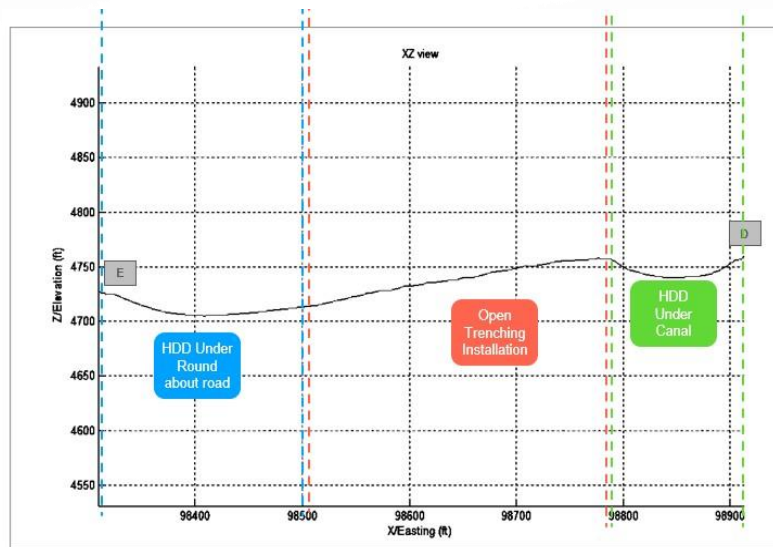 XZ view
4900
4850
4800
4750
4700
4650
4600
4550
Z/Elevation (ft)
E
D
HDD Under
Round
about road
Open
Trenching
Installation
HDD
Under
Canal
98400
98500
98600
98700
98800
98900
X/Easting (ft)